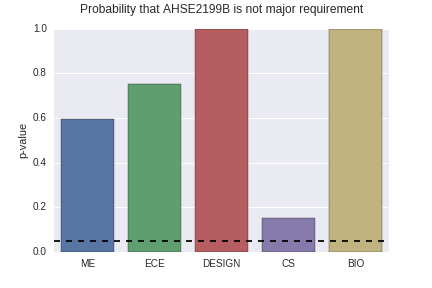 Probability that AHSE2199B is not major requirement
1.0
0.8
0.6
0.4
0.2
0.0
p-value
ME ECE DESIGN CS BIO